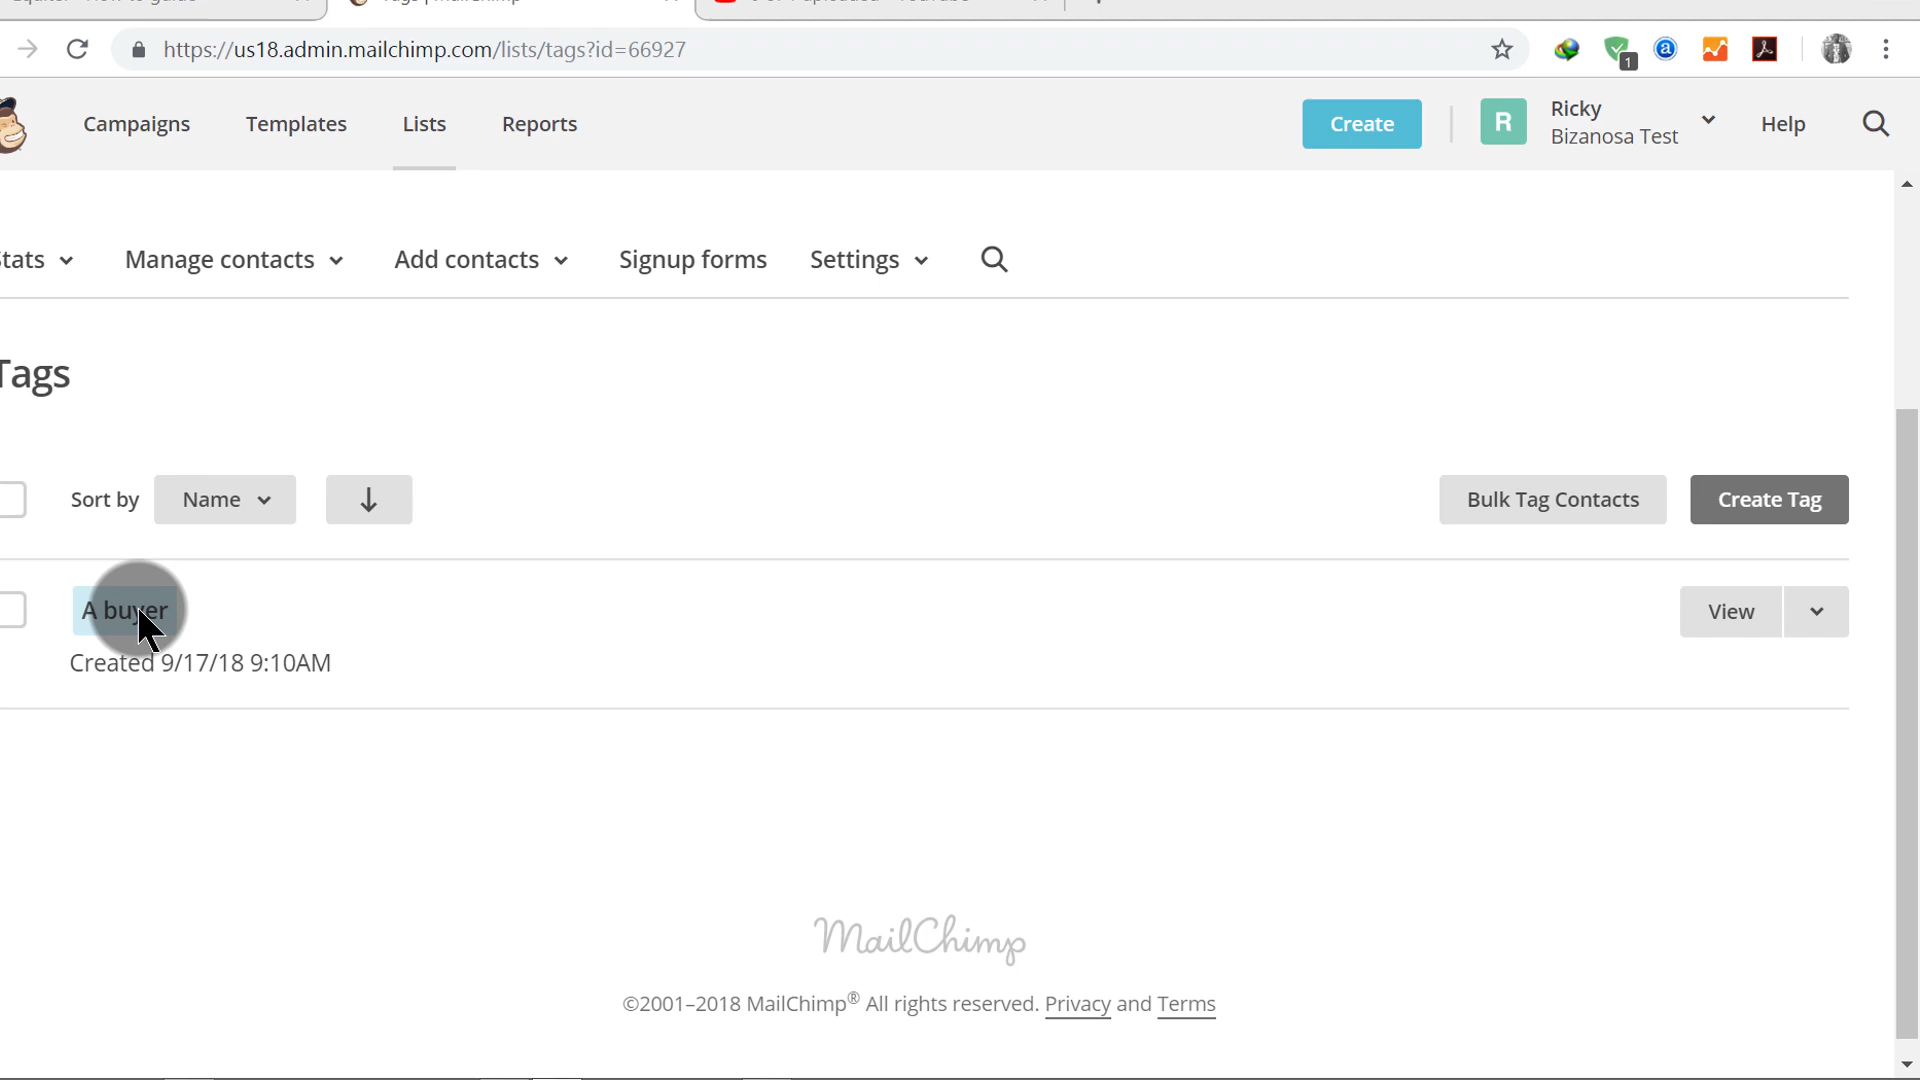 https://us18.admin.mailchimp.com/lists/tags?id=66927
1
Campaigns Templates Lists Reports Create R Ricky Help
Bizanosa Test
Manage contacts Add contacts Signup forms Settings
Tags
Sort by Name Bulk Tag Contacts Create Tag
A buyer View
Created 9/17/18 9:10AM
MailChimp
©2001–2018 MailChimp® All rights reserved. Privacy and Terms